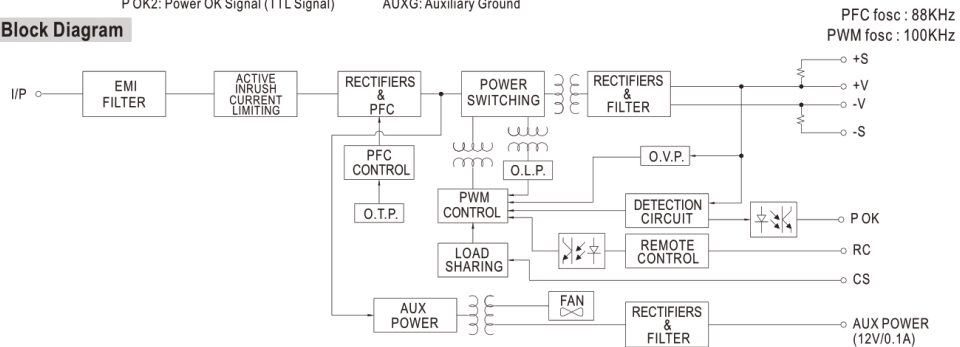 P OK2: Power OK Signal (TTL Signal) AUXG: Auxiliary Ground
Block Diagram
PFC fosc : 88KHz
PWM fosc : 100KHz
I/P
EMI
FILTER
ACTIVE
INRUSH
CURRENT
LIMITING
RECTIFIERS
&
PFC
POWER
SWITCHING
RECTIFIERS
&
FILTER
+S
+V
-V
-S
PFC
CONTROL
O.T.P.
O.L.P.
O.V.P.
PWM
CONTROL
DETECTION
CIRCUIT
P OK
LOAD
SHARING
REMOTE
CONTROL
RC
CS
AUX
POWER
FAN
RECTIFIERS
&
FILTER
AUX POWER
(12V/0.1A)